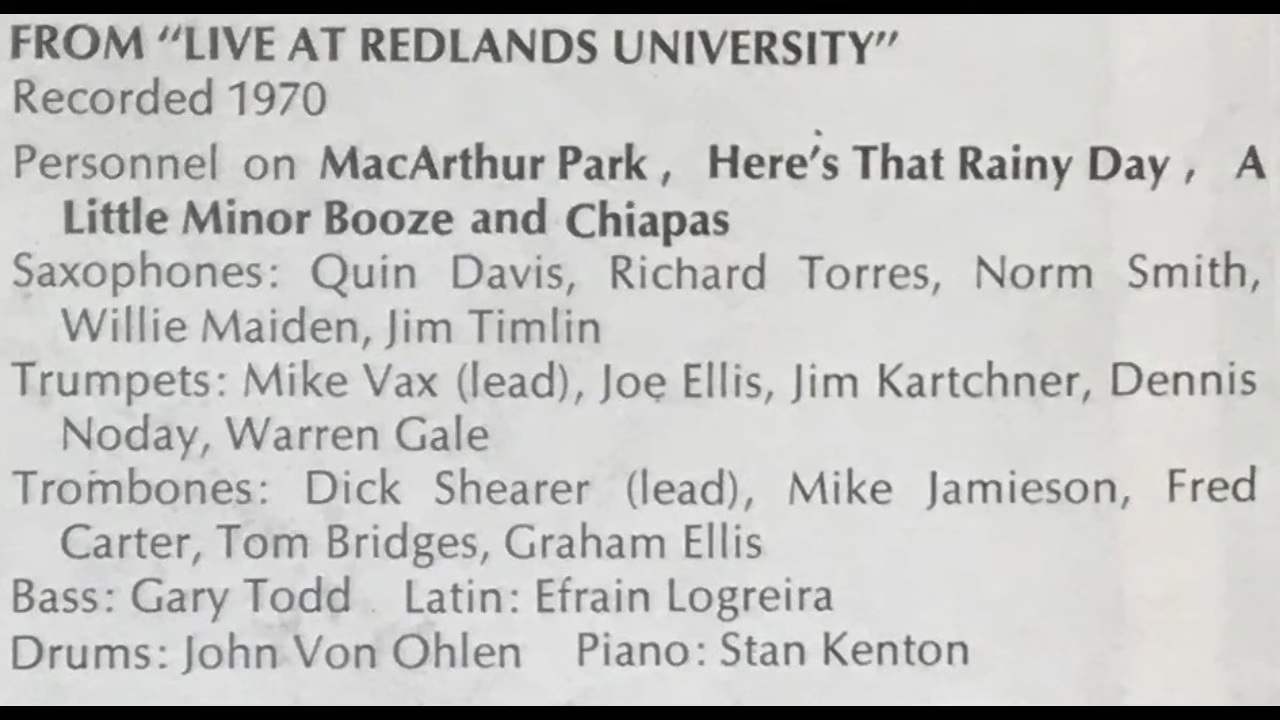 FROM “LIVE AT REDLANDS UNIVERSITY”
Recorded 1970
Personnel on MacArthur Park, Here's That Rainy Day, A
Little Minor Booze and Chiapas
Saxophones: Quin Davis, Richard Torres, Norm Smith,
Willie Maiden, Jim Timlin
Trumpets: Mike Vax (lead), Joe Ellis, Jim Kartchner, Dennis
Noday, Warren Gale
Trombones: Dick Shearer (lead), Mike Jamieson, Fred
Carter, Tom Bridges, Graham Ellis
Bass: Gary Todd Latin: Efrain Logreira
Drums: John Von Ohlen Piano: Stan Kenton